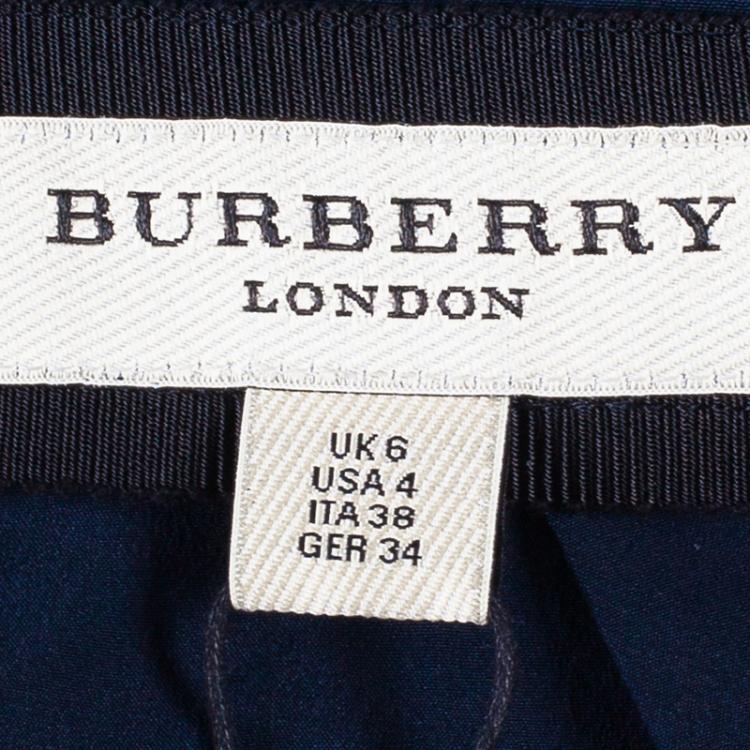 BURBERRY
LONDON
UK 6
USA 4
ITA 38
GER 34